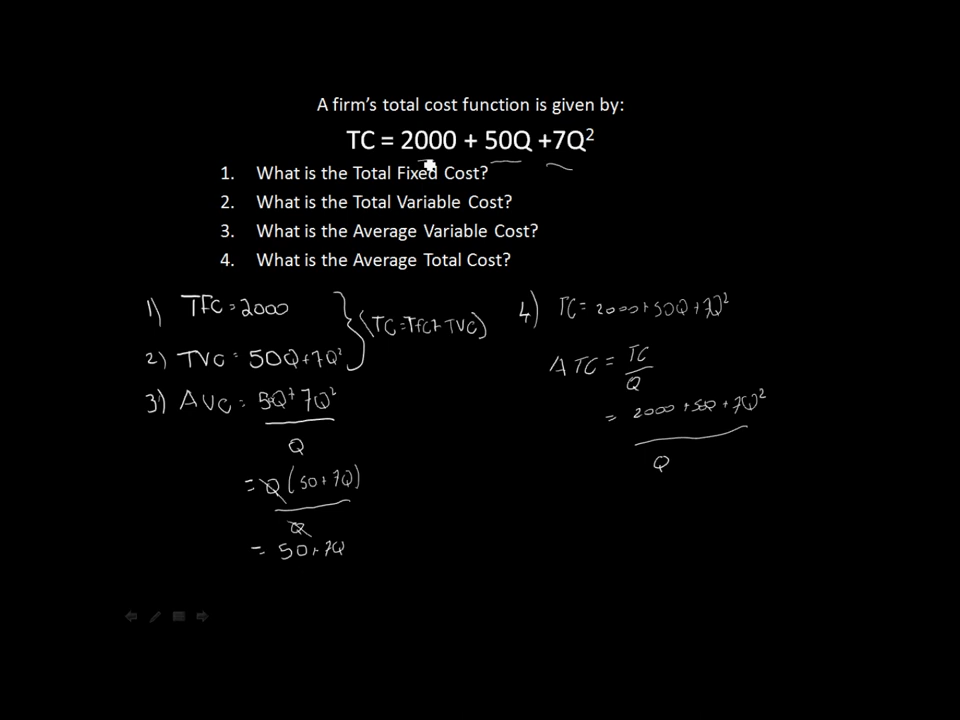 A firm's total cost function is given by:
TC = 2000 + 50Q +7Q²
1. What is the Total Fixed Cost?
2. What is the Total Variable Cost?
3. What is the Average Variable Cost?
4. What is the Average Total Cost?
1) TFC = 2000
2) TVC = 50Q+7Q²
(TC=TFC+TVC)
3) AVC = 50Q+7Q²
Q
= Q(50+7Q)
Q
= 50+7Q
4) TC= 2000+50Q+7Q²
ATC = TC
Q
= 2000+50Q+7Q²
Q